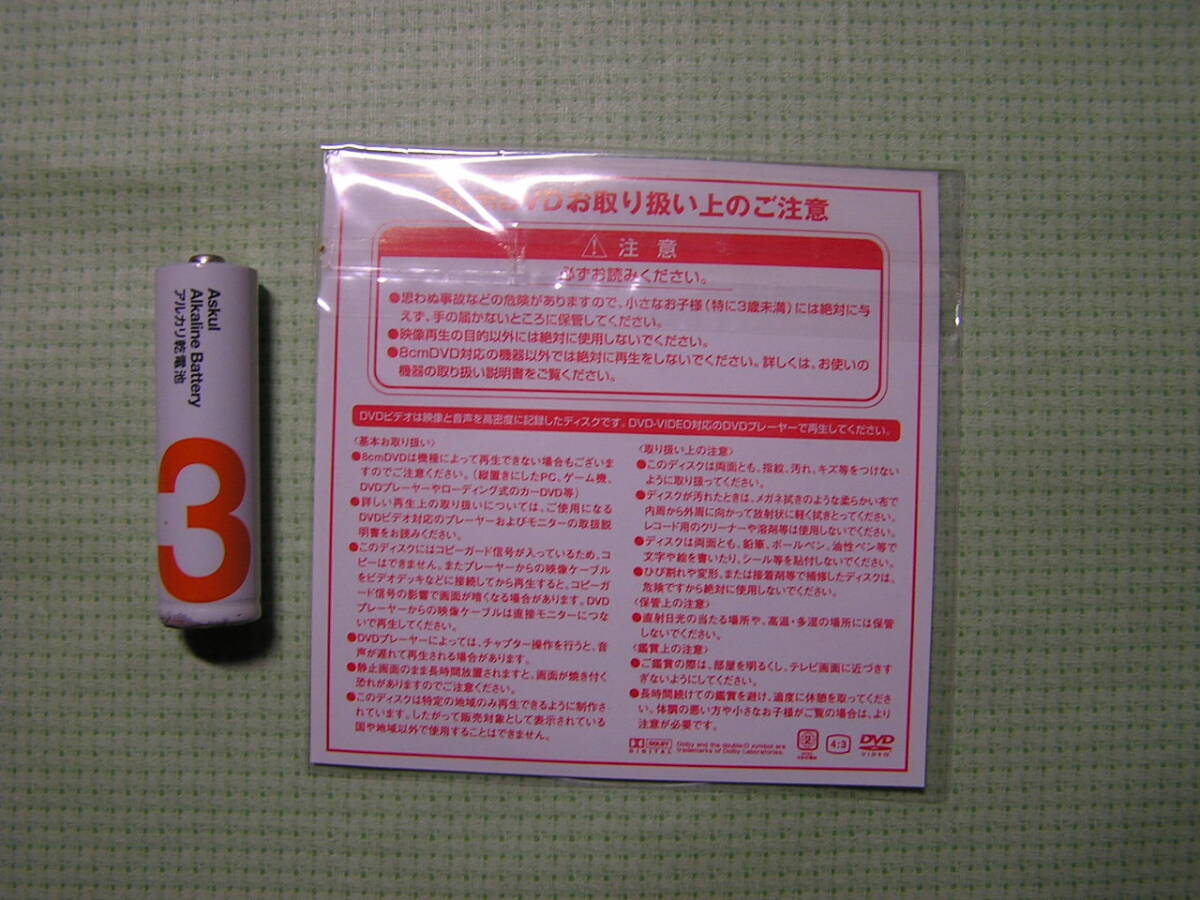 Askul
Alkaline Battery
アルカリ乾電池
3
DVDお取り扱い上のご注意
注 意
必ずお読みください。
●思わぬ事故などの危険がありますので、小さなお子様(特に3歳未満)には絶対に与
えず、手の届かないところに保管してください。
●映像再生の目的以外には絶対に使用しないでください。
●8cmDVD対応の機器以外では絶対に再生をしないでください。詳しくは、お使いの
機器の取り扱い説明書をご覧ください。
DVDビデオは映像と音声を高密度に記録したディスクです。DVD-VIDEO対応のDVDプレーヤーで再生してください。
〈基本お取り扱い〉
●8cmDVDは機種によって再生できない場合もございま
すのでご注意ください。(縦置きにしたPC、ゲーム機、
DVDプレーヤーやローディング式のカーDVD等)
●詳しい再生上の取り扱いについては、ご使用になる
DVDビデオ対応のプレーヤーおよびモニターの取扱説
明書をお読みください。
●このディスクにはコピーガード信号が入っているため、コ
ピーはできません。またプレーヤーからの映像ケーブル
をビデオデッキなどに接続してから再生すると、コピーガ
ード信号の影響で画面が暗くなる場合があります。DVD
プレーヤーからの映像ケーブルは直接モニターにつな
いで再生してください。
●DVDプレーヤーによっては、チャプター操作を行うと、音
声が遅れて再生される場合があります。
●静止画面のまま長時間放置されますと、画面が焼き付く
恐れがありますのでご注意ください。
●このディスクは特定の地域のみ再生できるように制作さ
れています。したがって販売対象として表示されている
国や地域以外で使用することはできません。
〈取り扱い上の注意〉
●このディスクは両面とも、指紋、汚れ、キズ等をつけない
ように取り扱ってください。
●ディスクが汚れたときは、メガネ拭きのような柔らかい布で
内周から外周に向かって放射状に軽く拭きとってください。
レコード用のクリーナーや溶剤等は使用しないでください。
●ディスクは両面とも、鉛筆、ボールペン、油性ペン等で
文字や絵を書いたり、シール等を貼付しないでください。
●ひび割れや変形、または接着剤等で補修したディスクは、
危険ですから絶対に使用しないでください。
〈保管上の注意〉
●直射日光の当たる場所や、高温・多湿の場所には保管
しないでください。
〈鑑賞上の注意〉
●ご鑑賞の際は、部屋を明るくし、テレビ画面に近づきす
ぎないようにしてください。
●長時間続けての鑑賞を避け、適度に休憩を取ってくださ
い。体調の悪い方や小さなお子様がご覧の場合は、より
注意が必要です。
DOLBY
DIGITAL
Dolby and the double-D symbol are
trademarks of Dolby Laboratories.
2
4:3
DVD
VIDEO